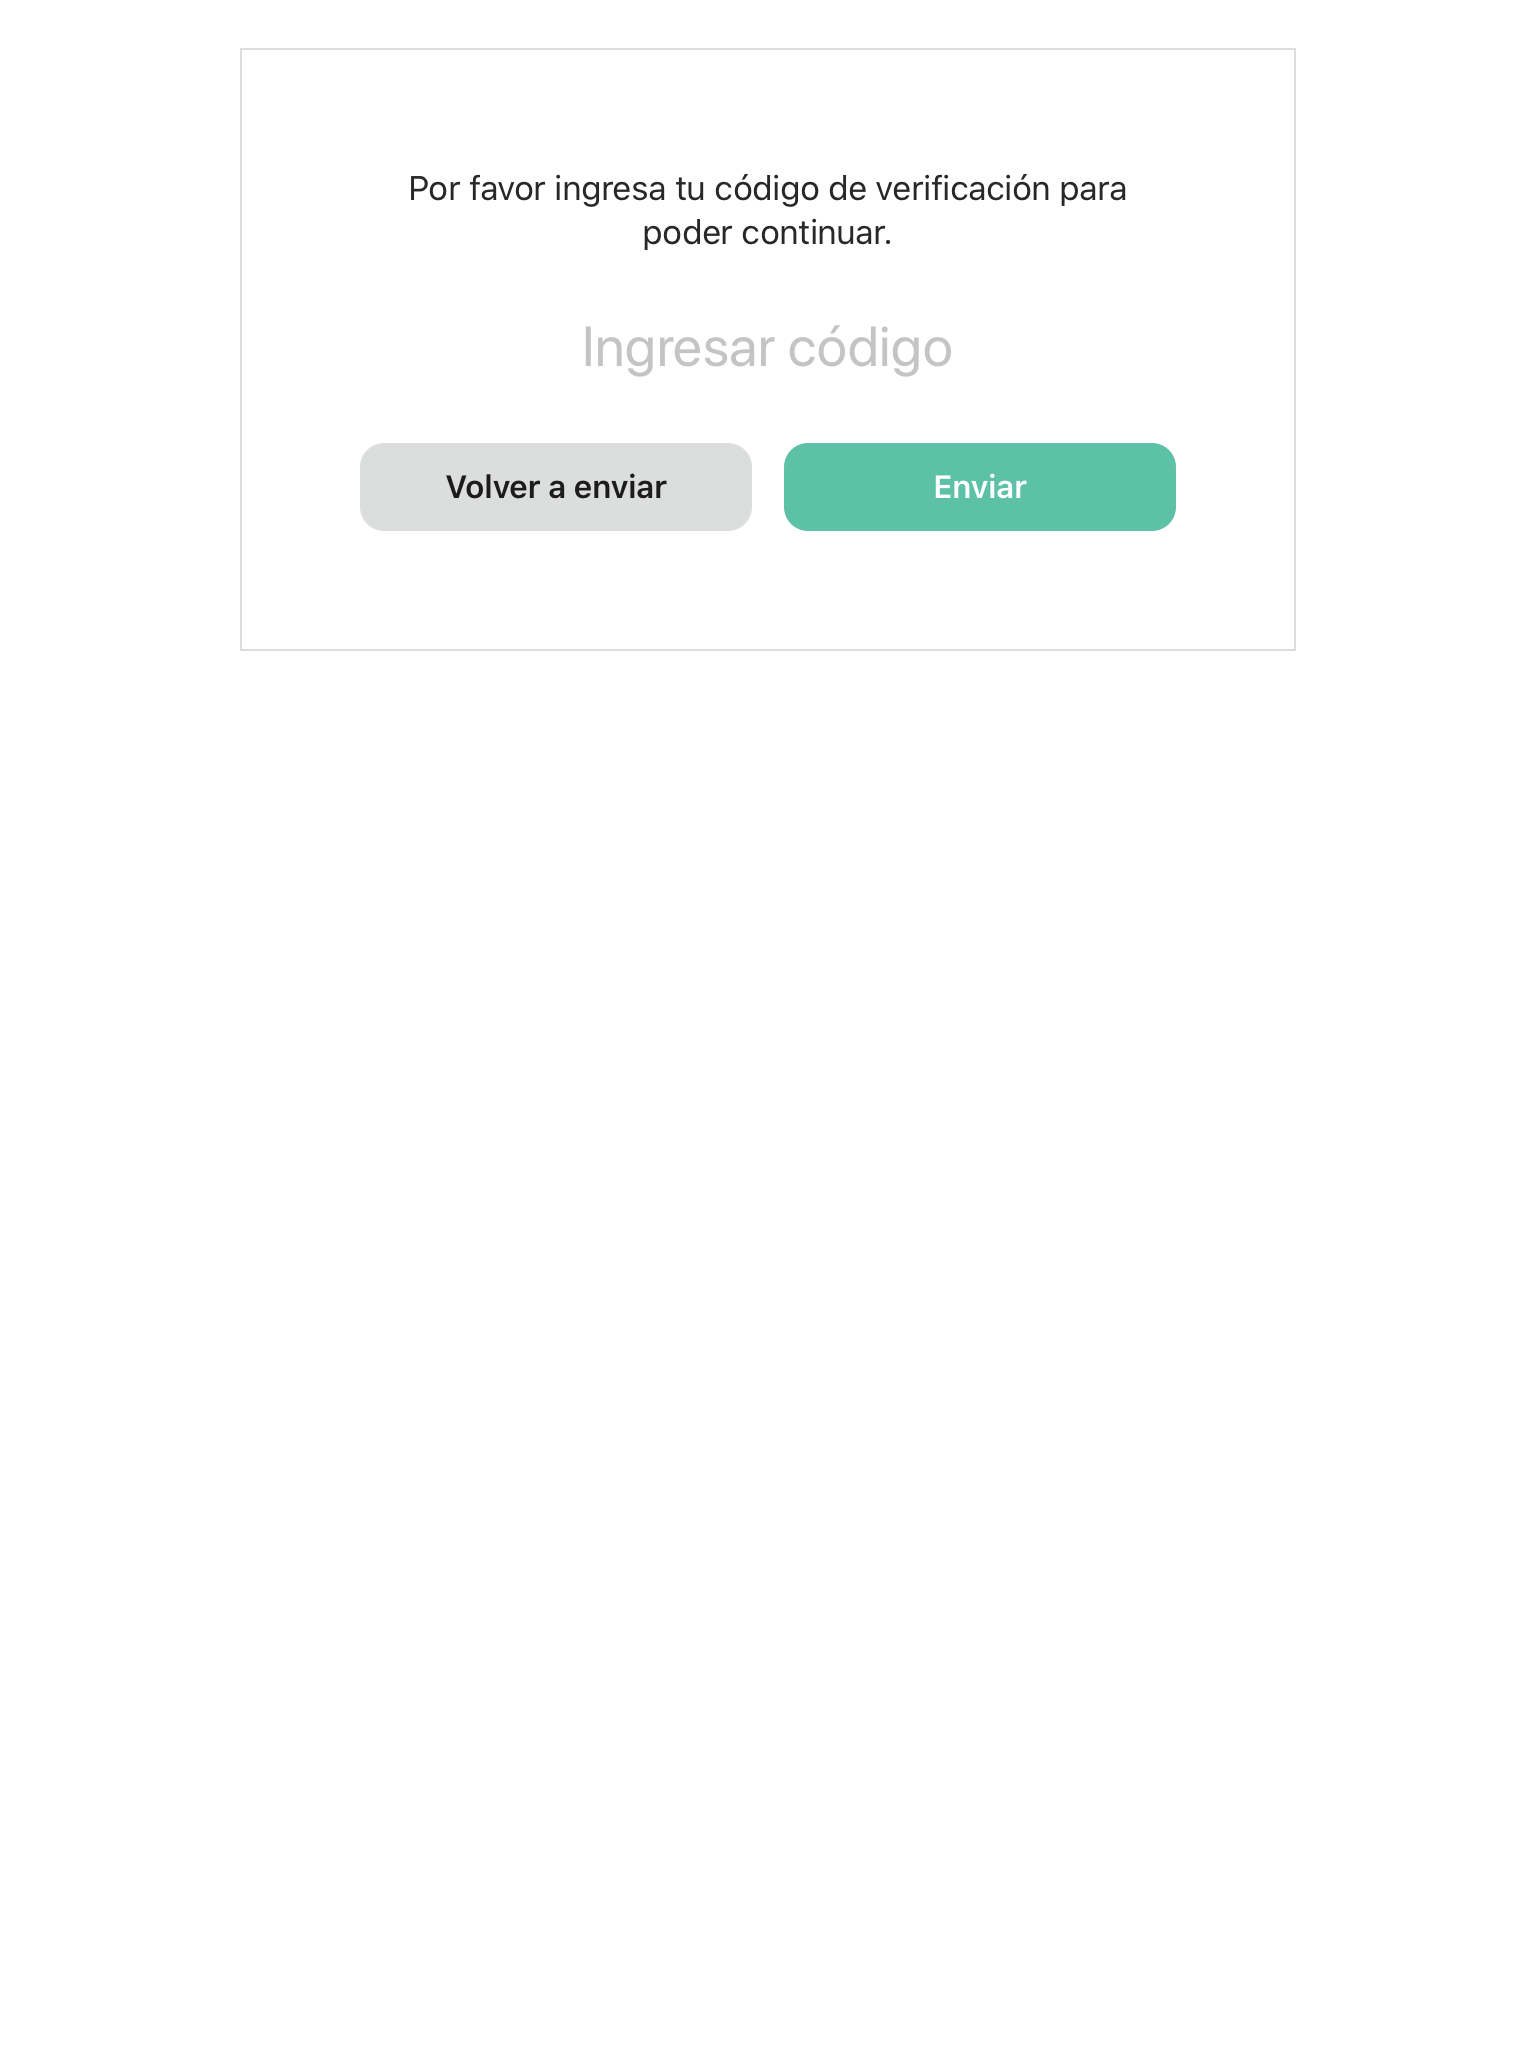 Por favor ingresa tu código de verificación para
poder continuar.
Ingresar código
Volver a enviar
Enviar